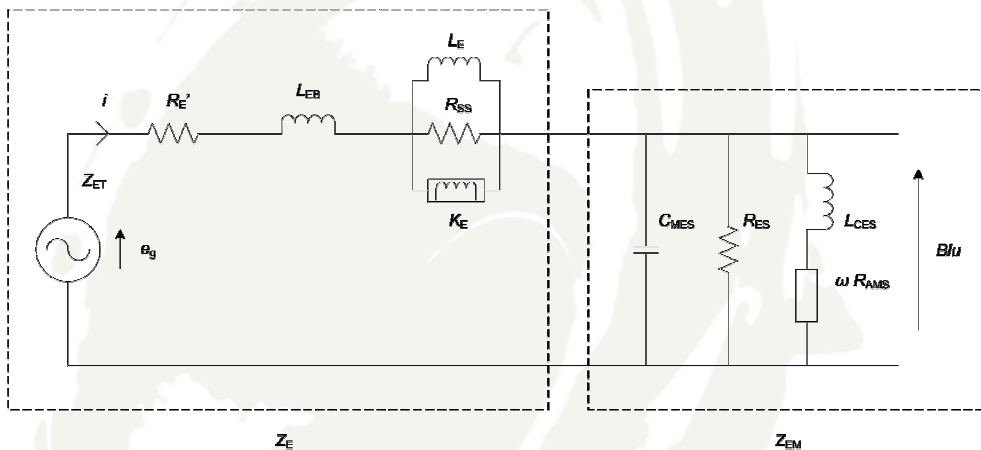 L_E
L_EB
i
R_E'
R_SS
Z_ET
K_E
C_MES
R_ES
L_CES
e_g
Blu
ω R_AMS
Z_E
Z_EM